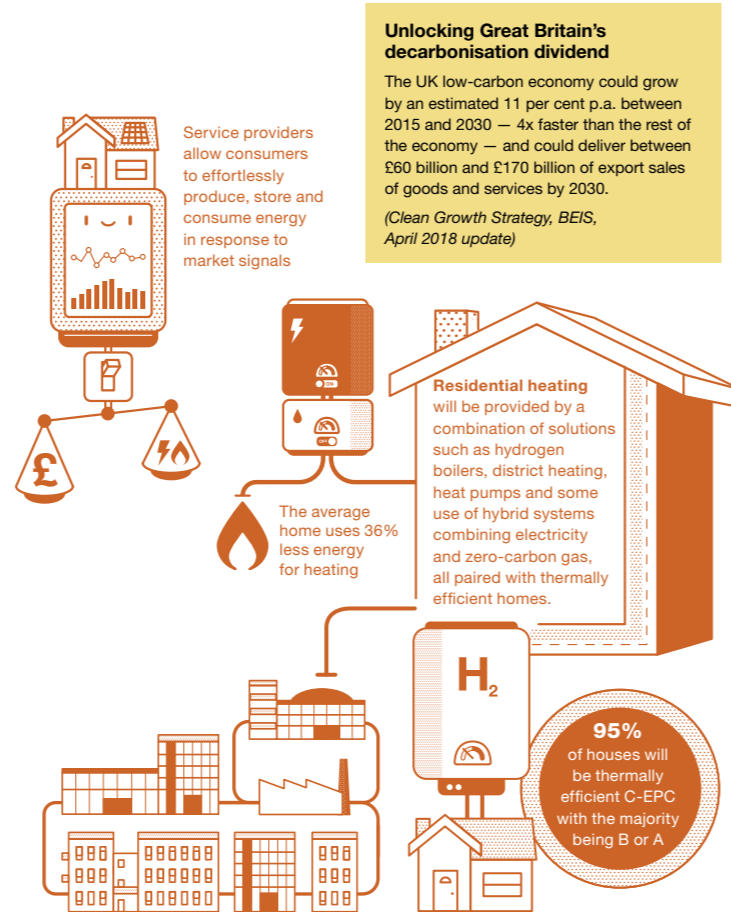 Unlocking Great Britain's
decarbonisation dividend
The UK low-carbon economy could grow
by an estimated 11 per cent p.a. between
2015 and 2030 — 4x faster than the rest of
the economy — and could deliver between
£60 billion and £170 billion of export sales
of goods and services by 2030.
(Clean Growth Strategy, BEIS,
April 2018 update)
Service providers
allow consumers
to effortlessly
produce, store and
consume energy
in response to
market signals
£
ON
OFF
The average
home uses 36%
less energy
for heating
Residential heating
will be provided by a
combination of solutions
such as hydrogen
boilers, district heating,
heat pumps and some
use of hybrid systems
combining electricity
and zero-carbon gas,
all paired with thermally
efficient homes.
H₂
95%
of houses will
be thermally
efficient C-EPC
with the majority
being B or A